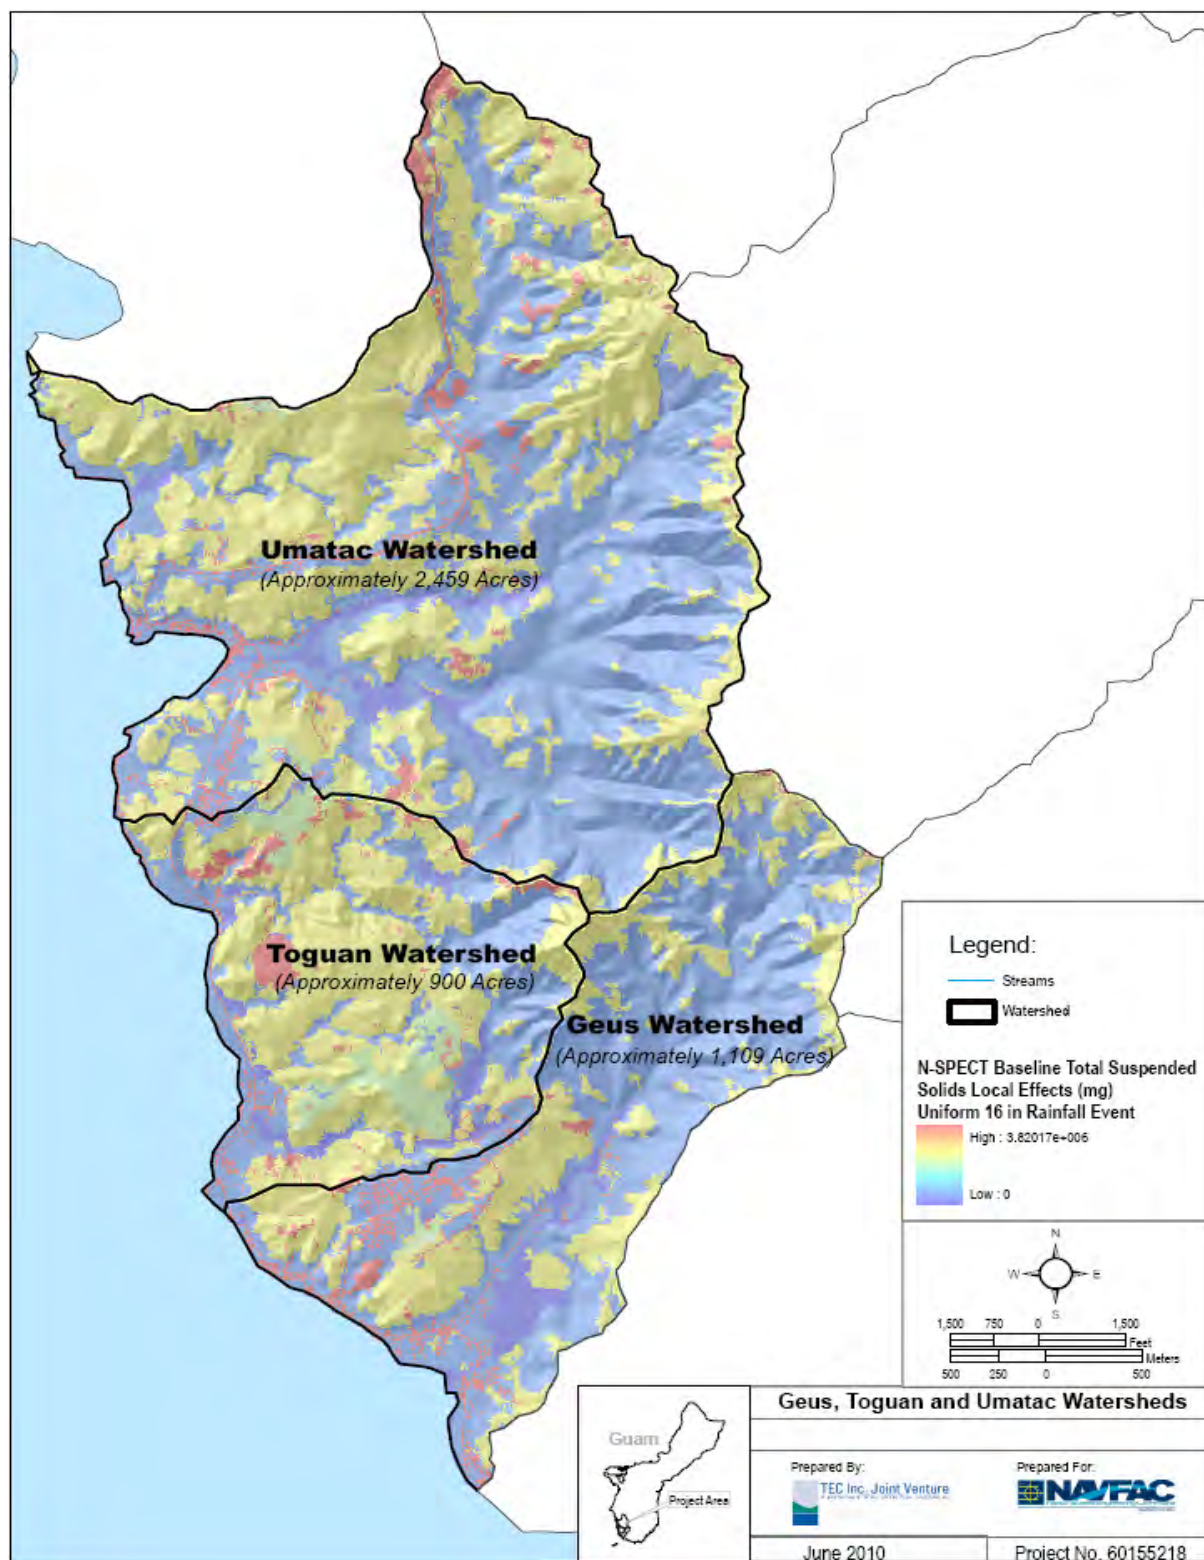 Umatac Watershed
(Approximately 2,459 Acres)
Toguan Watershed
(Approximately 900 Acres)
Geus Watershed
(Approximately 1,109 Acres)
Legend:
Streams
Watershed
N-SPECT Baseline Total Suspended
Solids Local Effects (mg)
Uniform 16 in Rainfall Event
High : 3.82017e+006
Low : 0
N
W E
S
1,500 750 0 1,500
Feet
Meters
500 250 0 500
Guam
Project Area
Geus, Toguan and Umatac Watersheds
Prepared By:
TEC Inc. Joint Venture
Prepared For:
NAVFAC
June 2010
Project No. 60155218